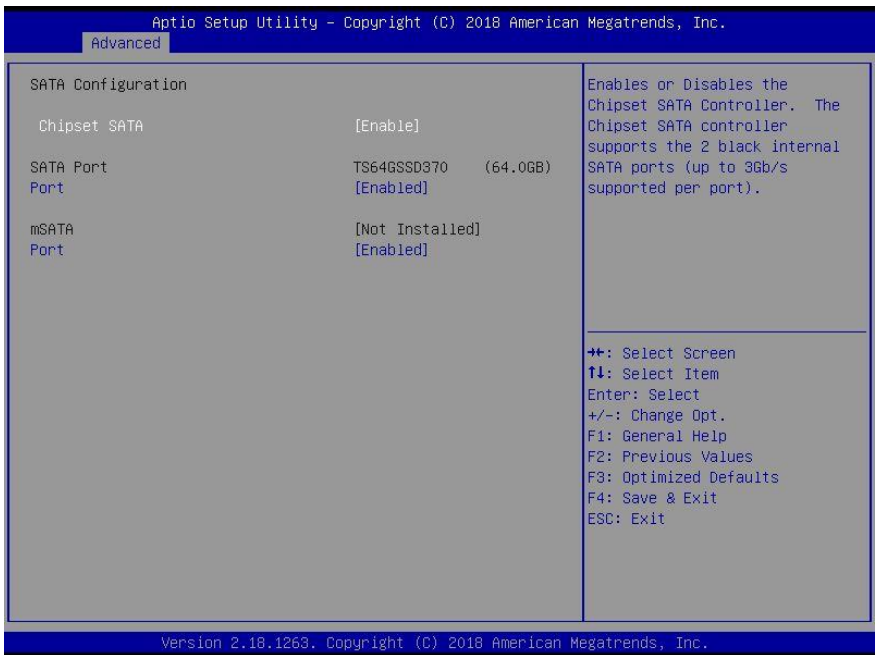 Aptio Setup Utility – Copyright (C) 2018 American Megatrends, Inc.
Advanced
SATA Configuration
Chipset SATA [Enable]
SATA Port TS64GSSD370 (64.0GB)
Port [Enabled]
mSATA [Not Installed]
Port [Enabled]
Enables or Disables the
Chipset SATA Controller. The
Chipset SATA controller
supports the 2 black internal
SATA ports (up to 3Gb/s
supported per port).
→←: Select Screen
↑↓: Select Item
Enter: Select
+/-: Change Opt.
F1: General Help
F2: Previous Values
F3: Optimized Defaults
F4: Save & Exit
ESC: Exit
Version 2.18.1263. Copyright (C) 2018 American Megatrends, Inc.